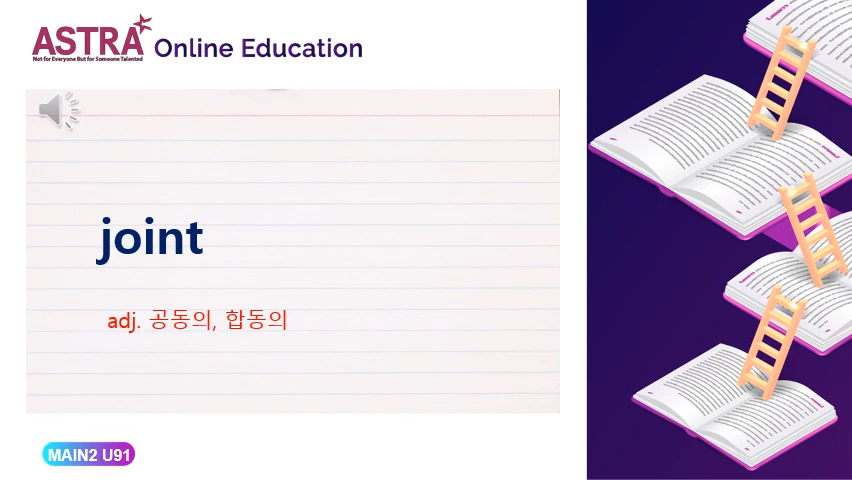 ASTRA
Not for Everyone But for Someone Talented
Online Education
joint
adj. 공동의, 합동의
MAIN2 U91